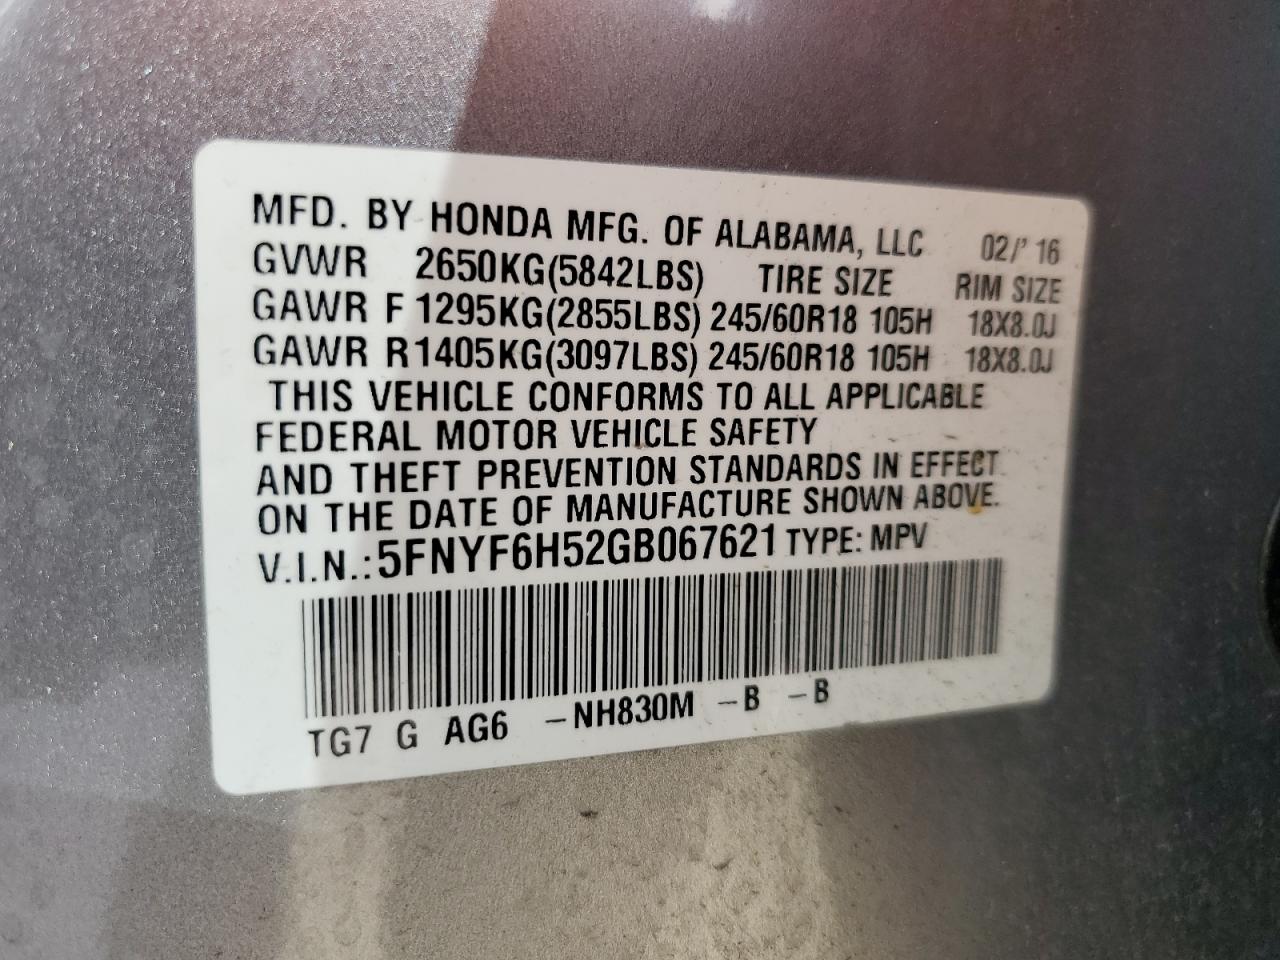 MFD. BY HONDA MFG. OF ALABAMA, LLC 02/' 16
GVWR 2650KG(5842LBS) TIRE SIZE RIM SIZE
GAWR F 1295KG(2855LBS) 245/60R18 105H 18X8.0J
GAWR R1405KG(3097LBS) 245/60R18 105H 18X8.0J
THIS VEHICLE CONFORMS TO ALL APPLICABLE
FEDERAL MOTOR VEHICLE SAFETY
AND THEFT PREVENTION STANDARDS IN EFFECT
ON THE DATE OF MANUFACTURE SHOWN ABOVE.
V.I.N.:5FNYF6H52GB067621 TYPE: MPV
TG7 G AG6 –NH830M –B –B